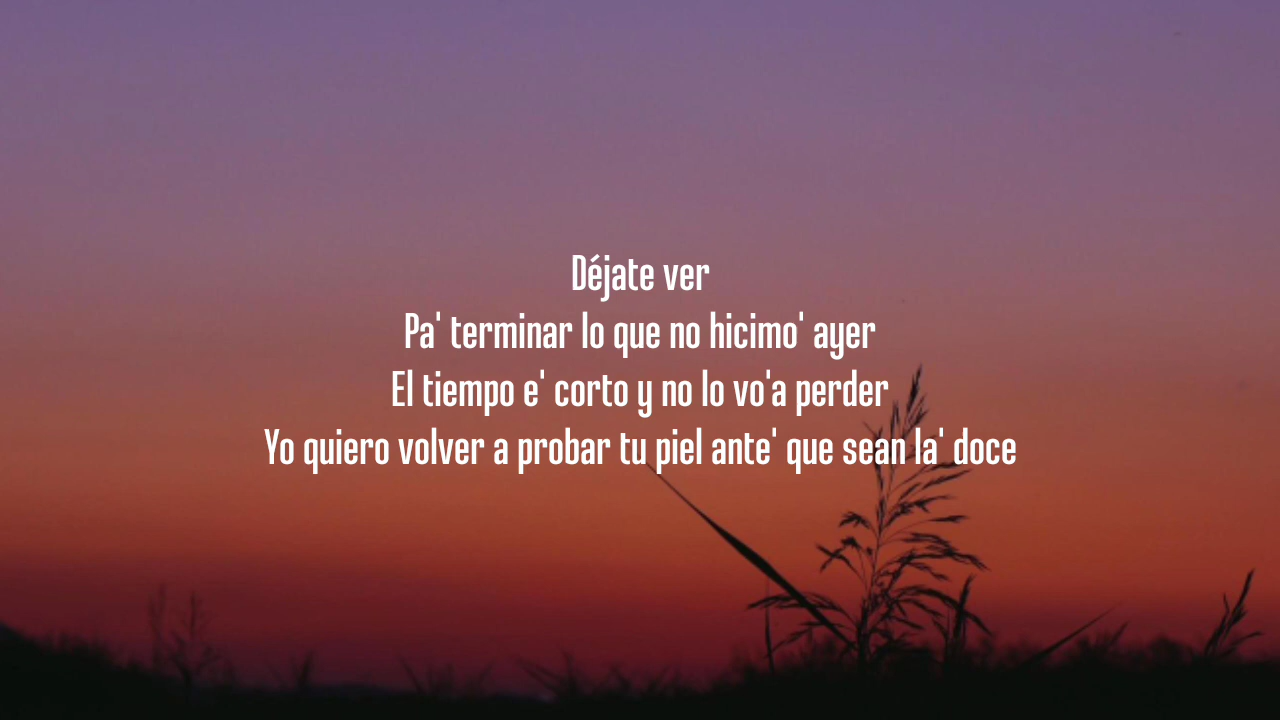 Déjate ver
Pa' terminar lo que no hicimo' ayer
El tiempo e' corto y no lo vo'a perder
Yo quiero volver a probar tu piel ante' que sean la' doce